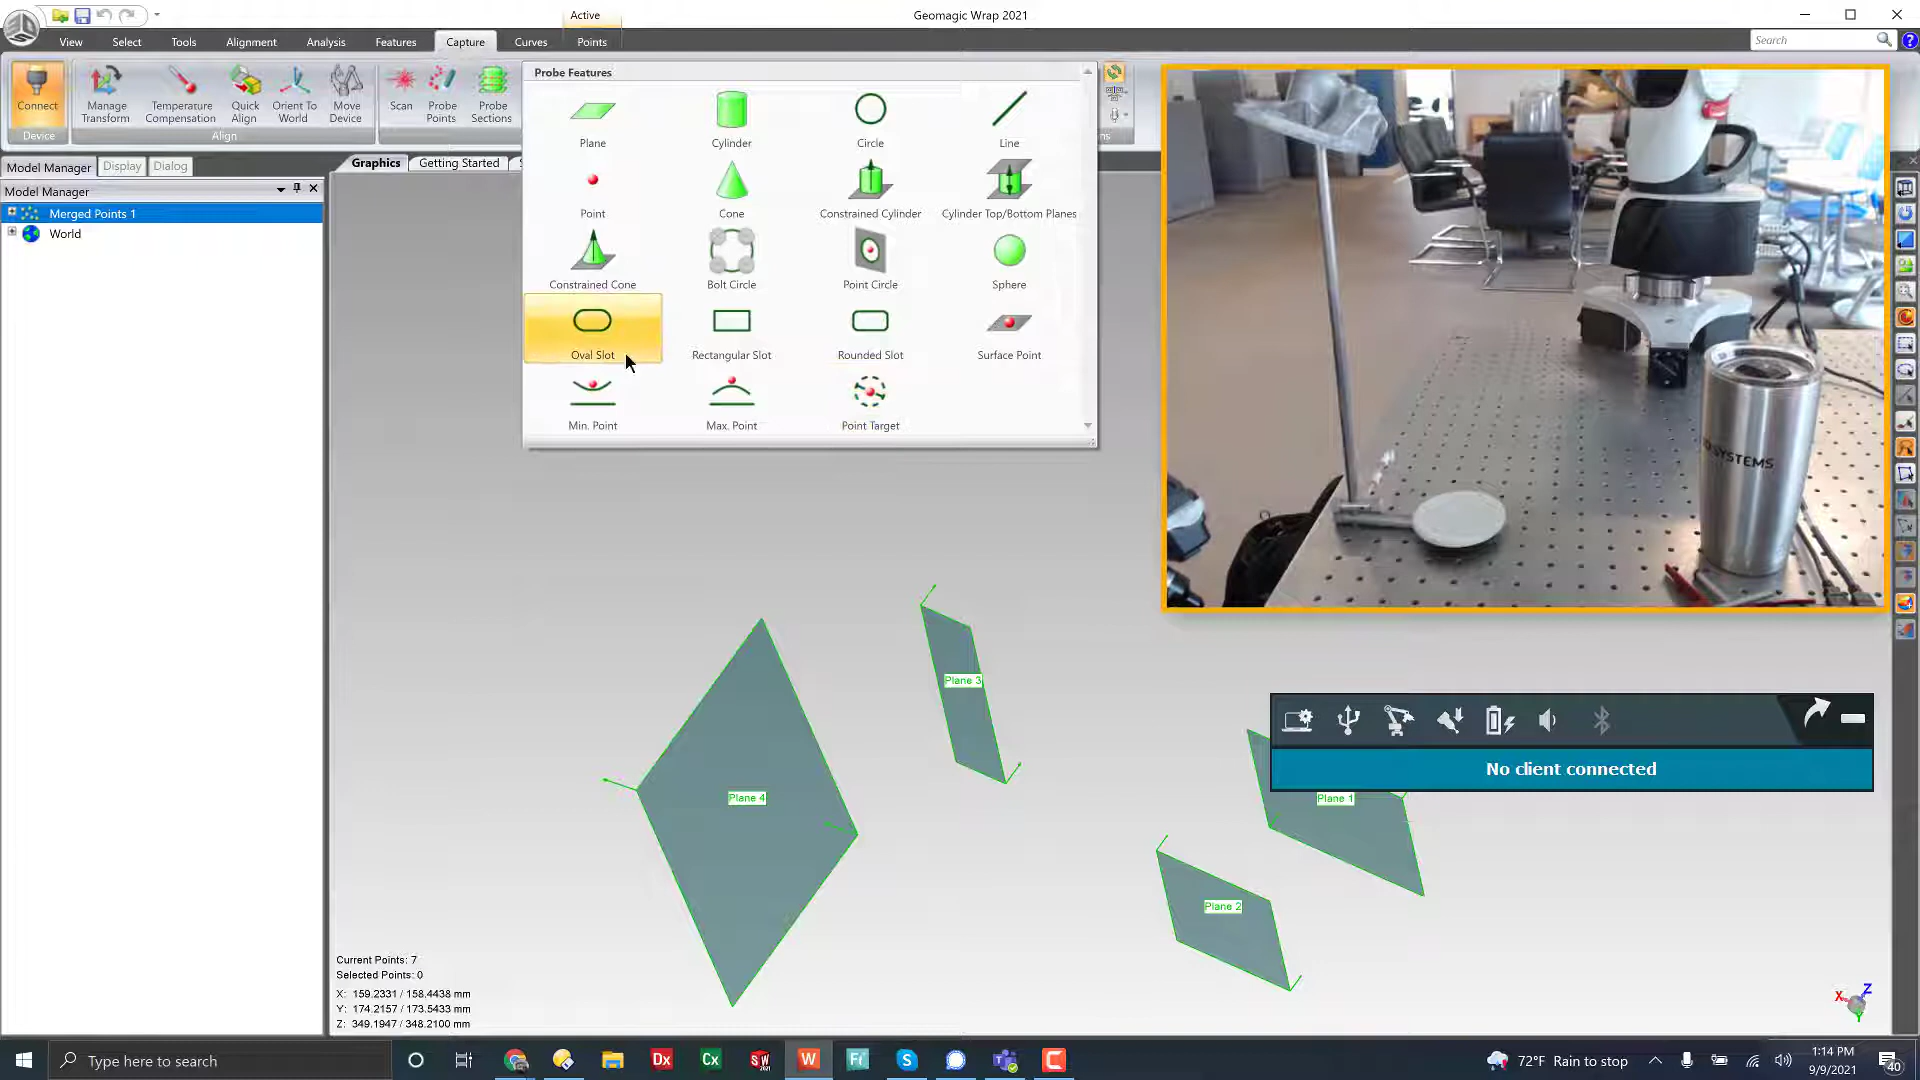 Active
Geomagic Wrap 2021
View
Select
Tools
Alignment
Analysis
Features
Capture
Curves
Points
Search
Connect
Manage Transform
Temperature Compensation
Quick Align
Orient To World
Move Device
Scan
Probe Points
Probe Sections
Device
Align
Probe Features
Plane
Cylinder
Circle
Line
Point
Cone
Constrained Cylinder
Cylinder Top/Bottom Planes
Constrained Cone
Bolt Circle
Point Circle
Sphere
Oval Slot
Rectangular Slot
Rounded Slot
Surface Point
Min. Point
Max. Point
Point Target
Model Manager
Display
Dialog
Graphics
Getting Started
Model Manager
Merged Points 1
World
SYSTEMS
Plane 3
Plane 4
Plane 1
Plane 2
No client connected
Current Points: 7
Selected Points: 0
X: 159.2331 / 158.4438 mm
Y: 174.2157 / 173.5433 mm
Z: 349.1947 / 348.2100 mm
X
Z
Y
Type here to search
Dx
Cx
SW
2021
W
S
72°F Rain to stop
1:14 PM
9/9/2021
40